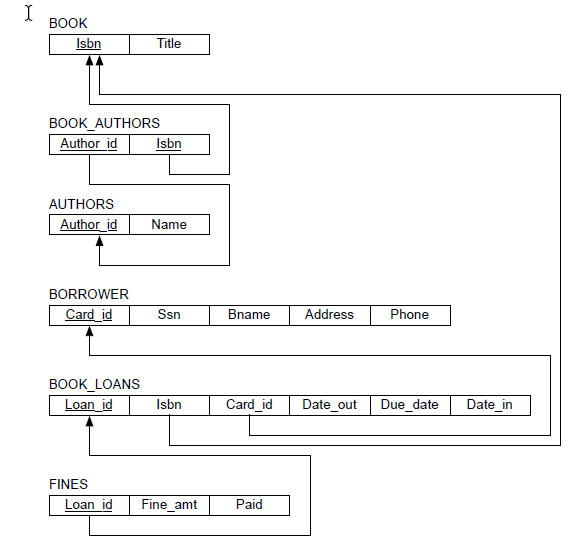 BOOK
Isbn Title
BOOK_AUTHORS
Author_id Isbn
AUTHORS
Author_id Name
BORROWER
Card_id Ssn Bname Address Phone
BOOK_LOANS
Loan_id Isbn Card_id Date_out Due_date Date_in
FINES
Loan_id Fine_amt Paid